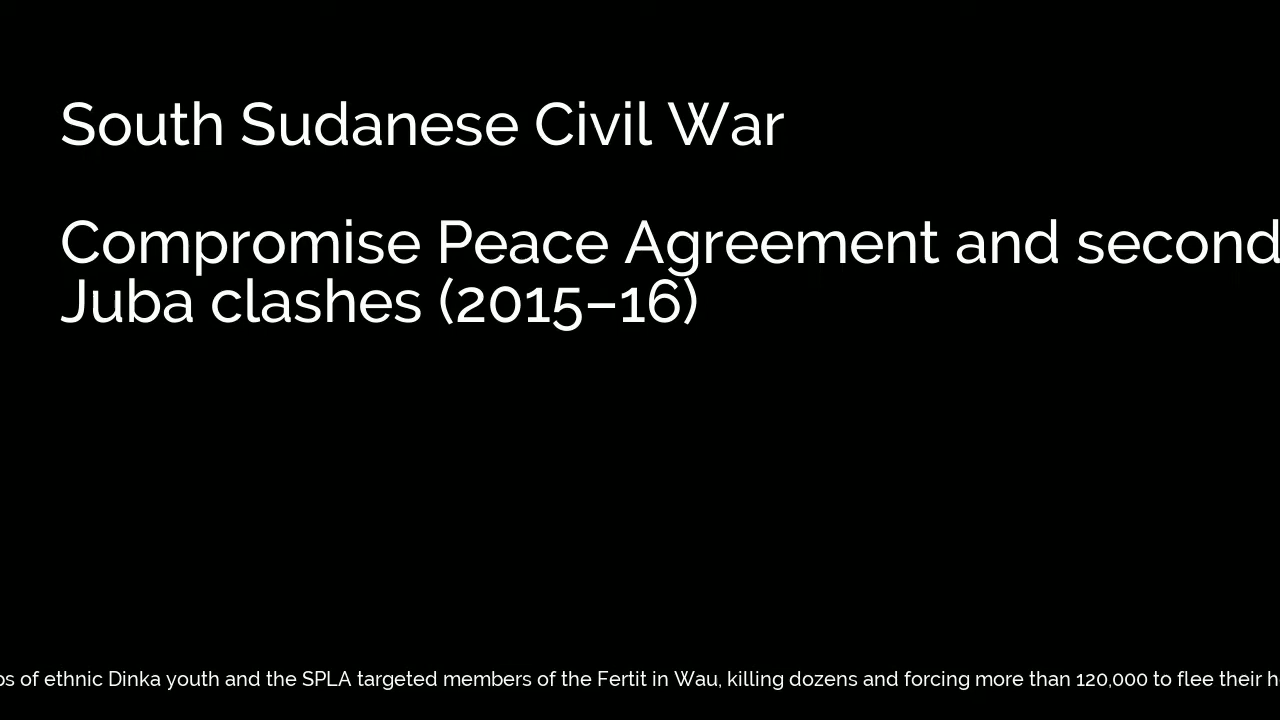 South Sudanese Civil War
Compromise Peace Agreement and second
Juba clashes (2015–16)
of ethnic Dinka youth and the SPLA targeted members of the Fertit in Wau, killing dozens and forcing more than 120,000 to flee their